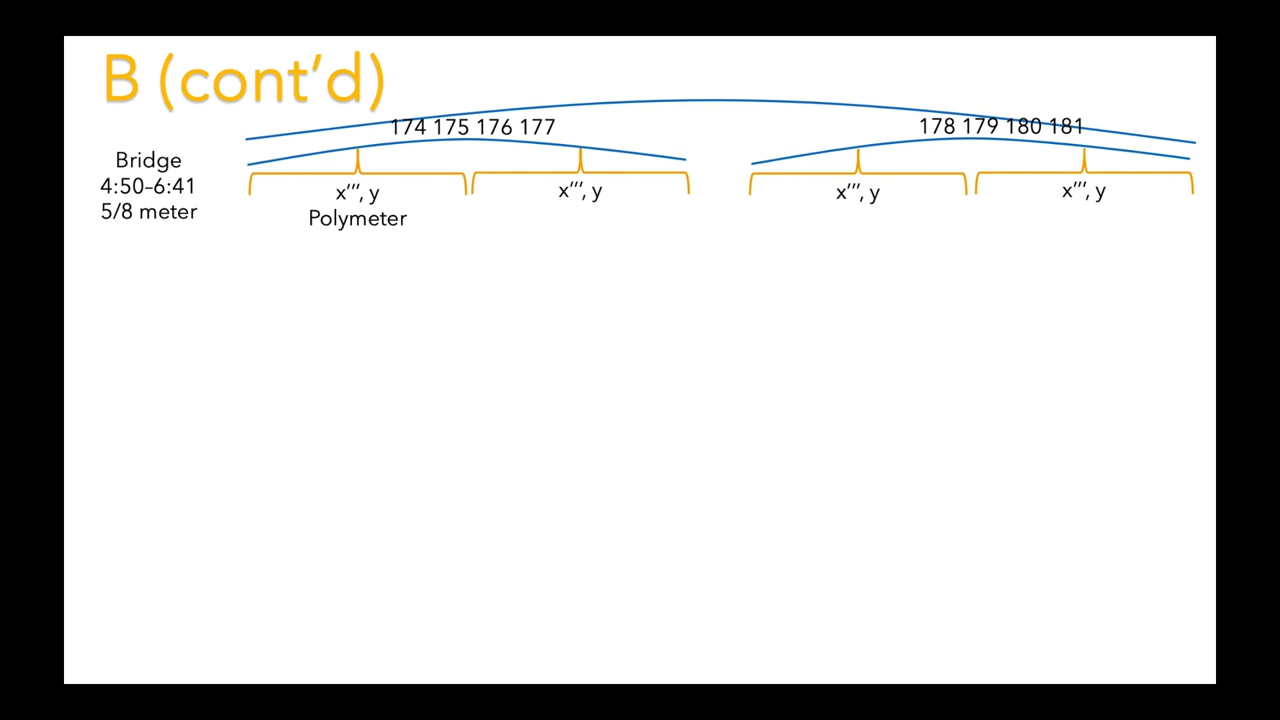 B (cont’d)
174 175 176 177
178 179 180 181
Bridge
4:50–6:41
5/8 meter
x’’’, y
x’’’, y
x’’’, y
x’’’, y
Polymeter